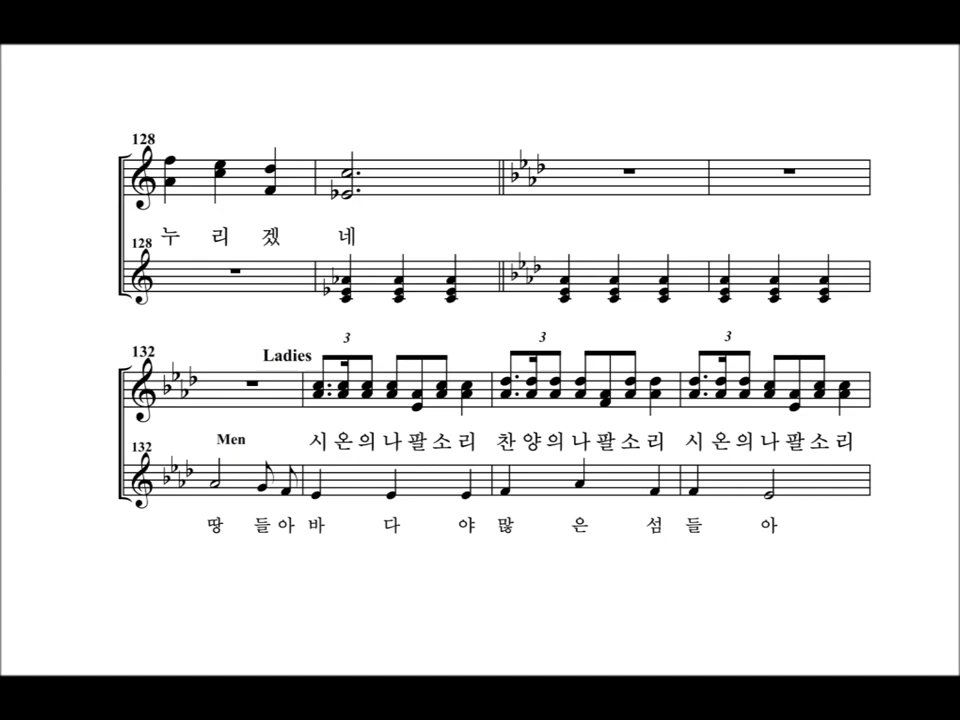 128
누 리 겠 네
128
132
Ladies
3 3 3
시 온 의 나 팔 소 리 찬 양 의 나 팔 소 리 시 온 의 나 팔 소 리
Men
132
땅 들 아 바 다 야 많 은 섬 들 아